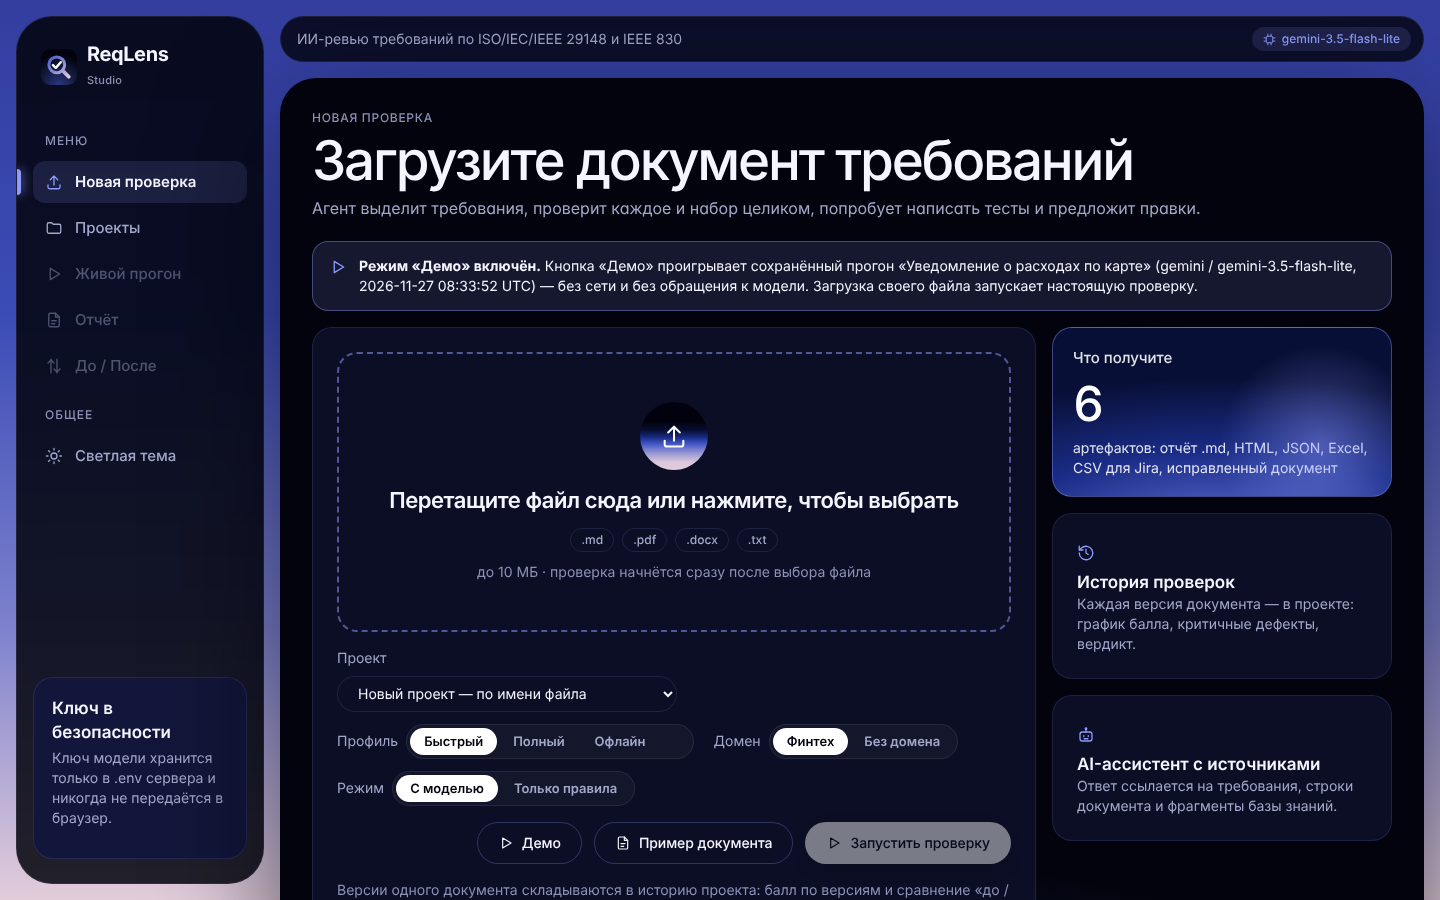 ReqLens
Studio
МЕНЮ
Новая проверка
Проекты
Живой прогон
Отчёт
До / После
ОБЩЕЕ
Светлая тема
Ключ в
безопасности
Ключ модели хранится
только в .env сервера и
никогда не передаётся в
браузер.
ИИ-ревью требований по ISO/IEC/IEEE 29148 и IEEE 830
gemini-3.5-flash-lite
НОВАЯ ПРОВЕРКА
Загрузите документ требований
Агент выделит требования, проверит каждое и набор целиком, попробует написать тесты и предложит правки.
Режим «Демо» включён. Кнопка «Демо» проигрывает сохранённый прогон «Уведомление о расходах по карте» (gemini / gemini-3.5-flash-lite,
2026-11-27 08:33:52 UTC) — без сети и без обращения к модели. Загрузка своего файла запускает настоящую проверку.
Перетащите файл сюда или нажмите, чтобы выбрать
.md .pdf .docx .txt
до 10 МБ · проверка начнётся сразу после выбора файла
Проект
Новый проект — по имени файла
Профиль Быстрый Полный Офлайн Домен Финтех Без домена
Режим С моделью Только правила
Демо Пример документа Запустить проверку
Версии одного документа складываются в историю проекта: балл по версиям и сравнение «до /
Что получите
6
артефактов: отчёт .md, HTML, JSON, Excel,
CSV для Jira, исправленный документ
История проверок
Каждая версия документа — в проекте:
график балла, критичные дефекты,
вердикт.
AI-ассистент с источниками
Ответ ссылается на требования, строки
документа и фрагменты базы знаний.